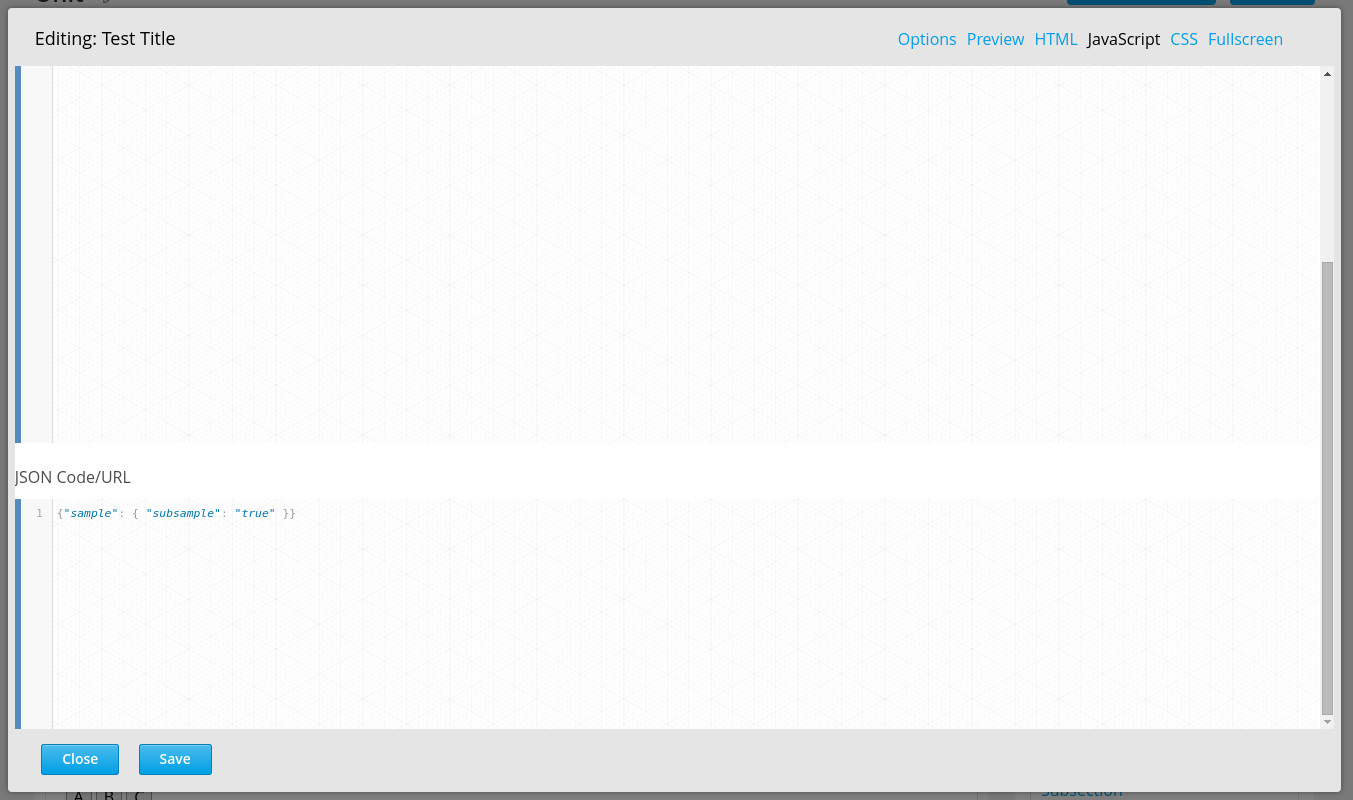 Editing: Test Title
Options Preview HTML JavaScript CSS Fullscreen
JSON Code/URL
1 {"sample": { "subsample": "true" }}
Close Save
A B C
Subsection